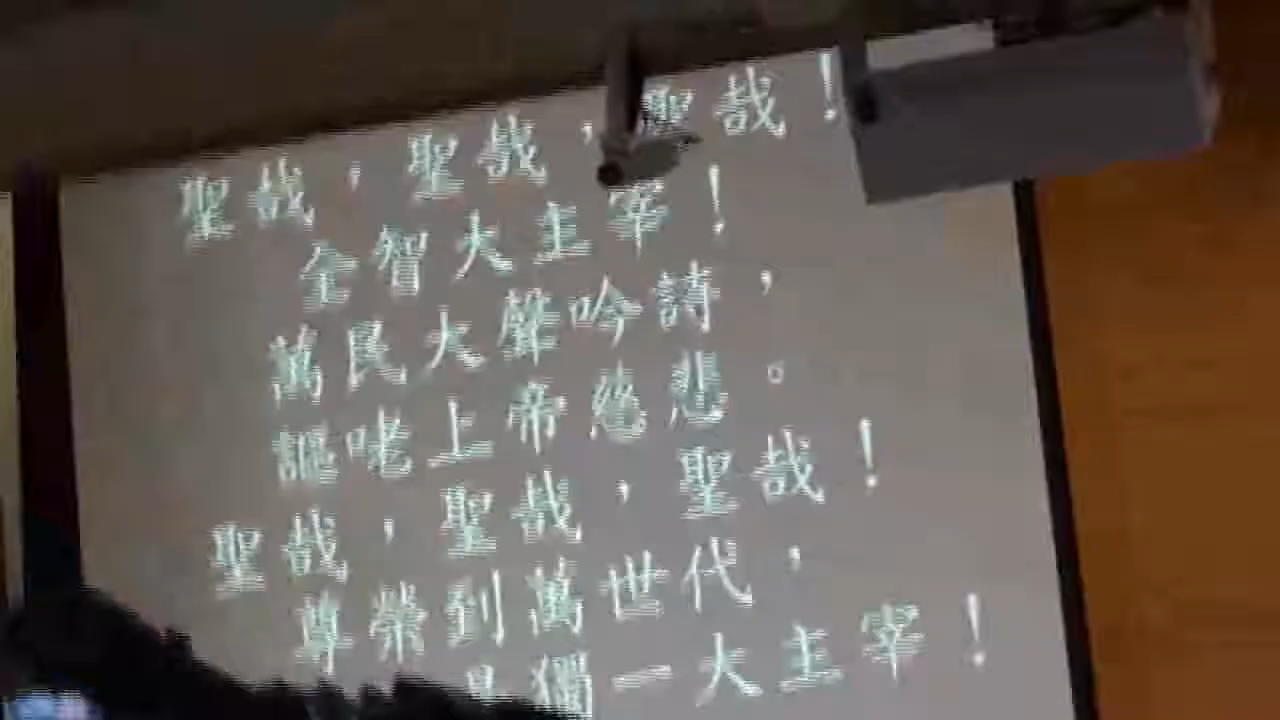 聖哉，聖哉，聖哉！
全智大主宰！
萬民大聲吟詩，
謳咾上帝慈悲。
聖哉，聖哉，聖哉！
尊榮到萬世代，
獨一大主宰！